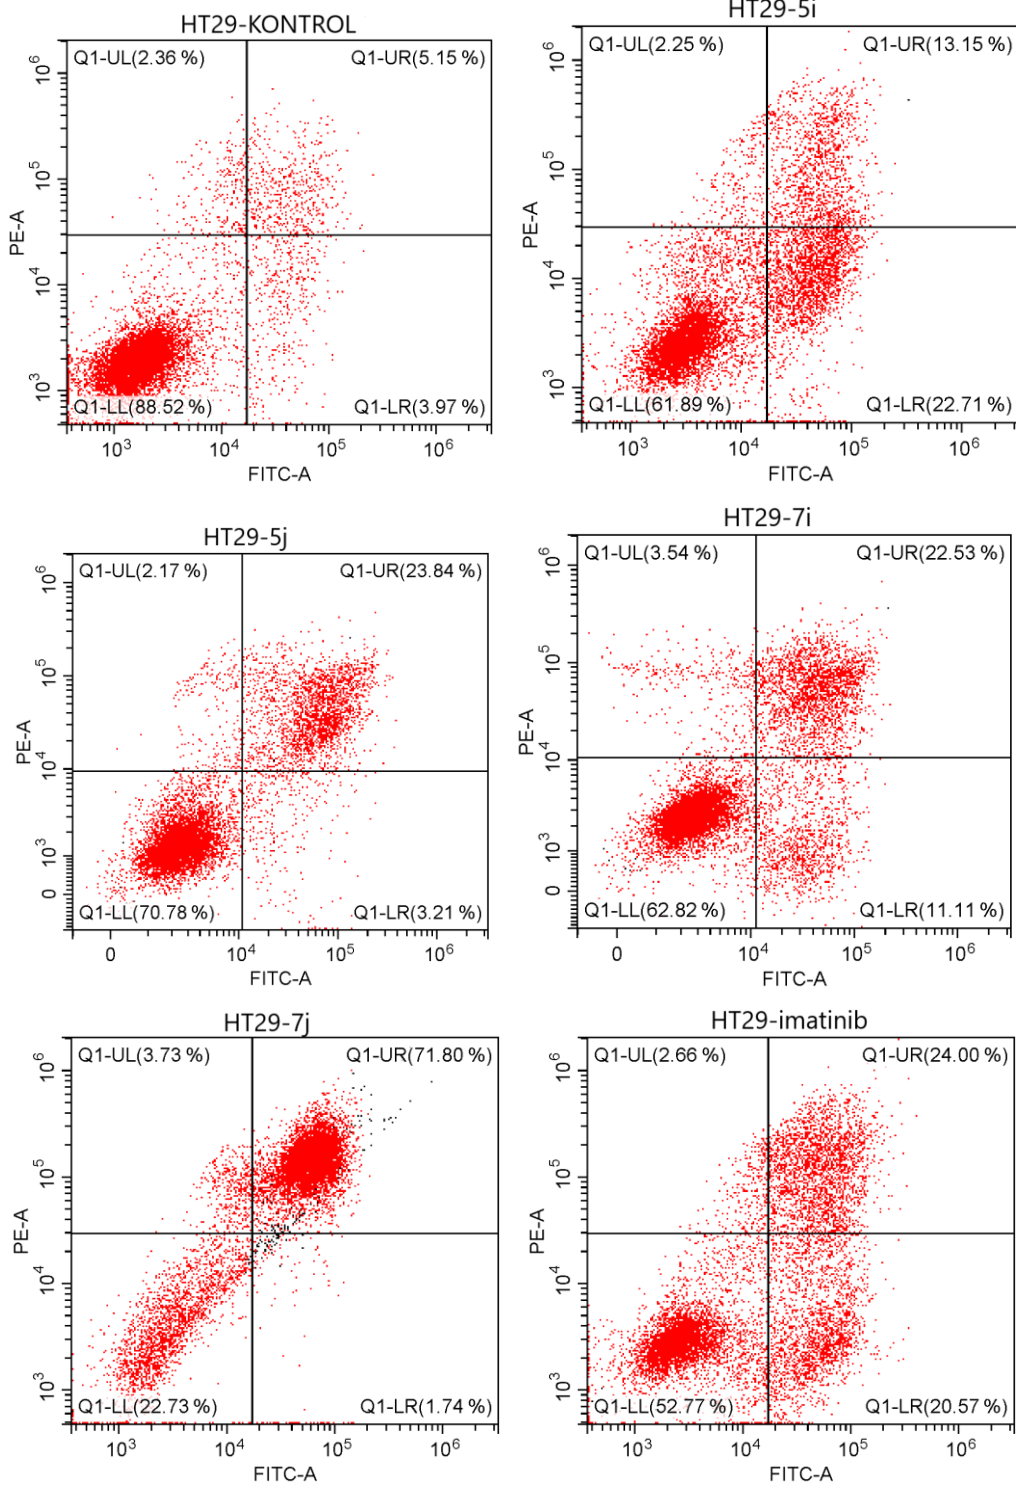 HT29-KONTROL
Q1-UL(2.36 %)
Q1-UR(5.15 %)
PE-A
10^6
10^5
10^4
10^3
Q1-LL(88.52 %)
Q1-LR(3.97 %)
10^3 10^4 10^5 10^6
FITC-A
HT29-5i
Q1-UL(2.25 %)
Q1-UR(13.15 %)
PE-A
10^6
10^5
10^4
10^3
Q1-LL(61.89 %)
Q1-LR(22.71 %)
10^3 10^4 10^5 10^6
FITC-A
HT29-5j
Q1-UL(2.17 %)
Q1-UR(23.84 %)
PE-A
10^6
10^5
10^4
10^3
0
Q1-LL(70.78 %)
Q1-LR(3.21 %)
0 10^4 10^5 10^6
FITC-A
HT29-7i
Q1-UL(3.54 %)
Q1-UR(22.53 %)
PE-A
10^6
10^5
10^4
10^3
0
Q1-LL(62.82 %)
Q1-LR(11.11 %)
0 10^4 10^5 10^6
FITC-A
HT29-7j
Q1-UL(3.73 %)
Q1-UR(71.80 %)
PE-A
10^6
10^5
10^4
10^3
Q1-LL(22.73 %)
Q1-LR(1.74 %)
10^3 10^4 10^5 10^6
FITC-A
HT29-imatinib
Q1-UL(2.66 %)
Q1-UR(24.00 %)
PE-A
10^6
10^5
10^4
10^3
Q1-LL(52.77 %)
Q1-LR(20.57 %)
10^3 10^4 10^5 10^6
FITC-A